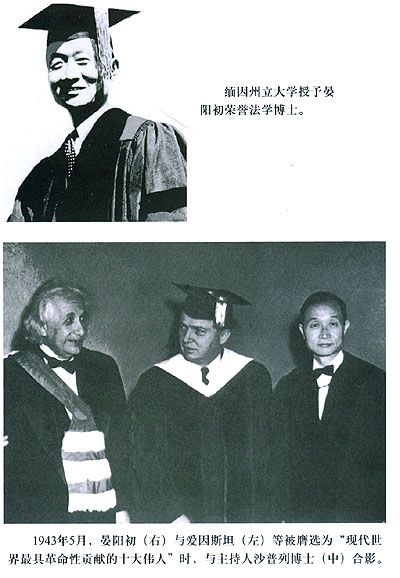 缅因州立大学授予晏
阳初荣誉法学博士。
1943年5月，晏阳初（右）与爱因斯坦（左）等被膺选为“现代世
界最具革命性贡献的十大伟人”时，与主持人沙普列博士（中）合影。